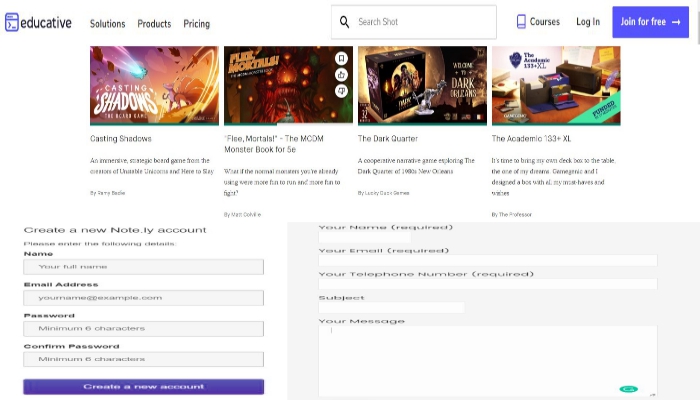 educative
Solutions Products Pricing
Search Shot
Courses Log In Join for free →
CASTING
SHADOWS
THE BOARD GAME
FLEE,
MORTALS!
THE MCDM MONSTER BOOK
WELCOME
TO
DARK
ORLEANS
The
Academic
133+XL
GAMEGENIC
FUNDED
Casting Shadows
An immersive, strategic board game from the
creators of Unstable Unicorns and Here to Slay
By Ramy Badie
"Flee, Mortals!" - The MCDM
Monster Book for 5e
What if the normal monsters you're already
using were more fun to run and more fun to
fight?
By Matt Colville
The Dark Quarter
A cooperative narrative game exploring The
Dark Quarter of 1980s New Orleans
By Lucky Duck Games
The Academic 133+ XL
It's time to bring my own deck box to the table,
the one of my dreams. Gamegenic and I
designed a box with all my must-haves and
wishes
By The Professor
Create a new Note.ly account
Please enter the following details:
Name
Your full name
Email Address
yourname@example.com
Password
Minimum 6 characters
Confirm Password
Minimum 6 characters
Create a new account
Your Name (required)
Your Email (required)
Your Telephone Number (required)
Subject
Your Message